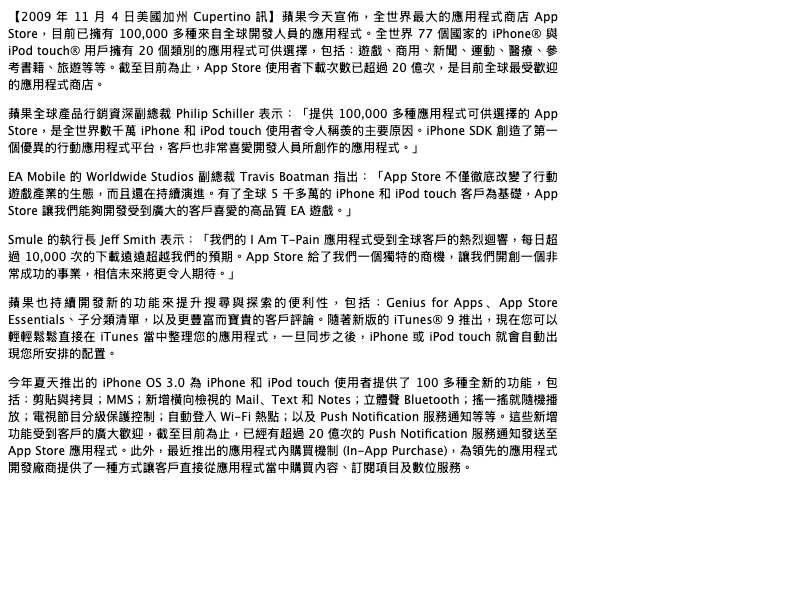 【2009 年 11 月 4 日美國加州 Cupertino 訊】蘋果今天宣佈，全世界最大的應用程式商店 App
Store，目前已擁有 100,000 多種來自全球開發人員的應用程式。全世界 77 個國家的 iPhone® 與
iPod touch® 用戶擁有 20 個類別的應用程式可供選擇，包括：遊戲、商用、新聞、運動、醫療、參
考書籍、旅遊等等。截至目前為止，App Store 使用者下載次數已超過 20 億次，是目前全球最受歡迎
的應用程式商店。
蘋果全球產品行銷資深副總裁 Philip Schiller 表示：「提供 100,000 多種應用程式可供選擇的 App
Store，是全世界數千萬 iPhone 和 iPod touch 使用者令人稱羨的主要原因。iPhone SDK 創造了第一
個優異的行動應用程式平台，客戶也非常喜愛開發人員所創作的應用程式。」
EA Mobile 的 Worldwide Studios 副總裁 Travis Boatman 指出：「App Store 不僅徹底改變了行動
遊戲產業的生態，而且還在持續演進。有了全球 5 千多萬的 iPhone 和 iPod touch 客戶為基礎，App
Store 讓我們能夠開發受到廣大的客戶喜愛的高品質 EA 遊戲。」
Smule 的執行長 Jeff Smith 表示：「我們的 I Am T-Pain 應用程式受到全球客戶的熱烈迴響，每日超
過 10,000 次的下載遠遠超越我們的預期。App Store 給了我們一個獨特的商機，讓我們開創一個非
常成功的事業，相信未來將更令人期待。」
蘋果也持續開發新的功能來提升搜尋與探索的便利性，包括：Genius for Apps、App Store
Essentials、子分類清單，以及更豐富而寶貴的客戶評論。隨著新版的 iTunes® 9 推出，現在您可以
輕輕鬆鬆直接在 iTunes 當中整理您的應用程式，一旦同步之後，iPhone 或 iPod touch 就會自動出
現您所安排的配置。
今年夏天推出的 iPhone OS 3.0 為 iPhone 和 iPod touch 使用者提供了 100 多種全新的功能，包
括：剪貼與拷貝；MMS；新增橫向檢視的 Mail、Text 和 Notes；立體聲 Bluetooth；搖一搖就隨機播
放；電視節目分級保護控制；自動登入 Wi-Fi 熱點；以及 Push Notification 服務通知等等。這些新增
功能受到客戶的廣大歡迎，截至目前為止，已經有超過 20 億次的 Push Notification 服務通知發送至
App Store 應用程式。此外，最近推出的應用程式內購買機制 (In-App Purchase)，為領先的應用程式
開發廠商提供了一種方式讓客戶直接從應用程式當中購買內容、訂閱項目及數位服務。